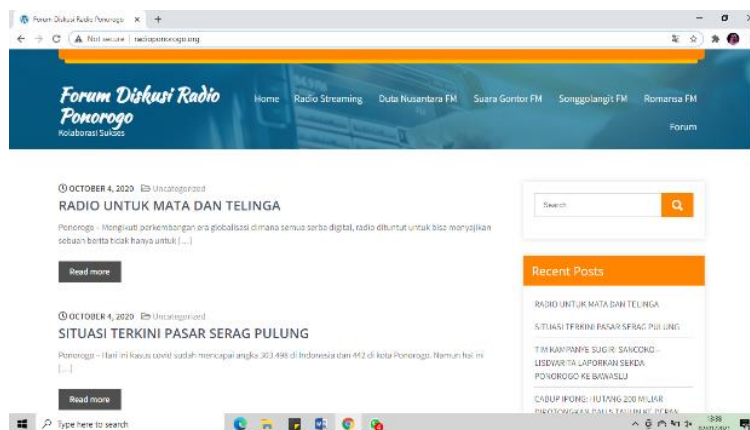 Forum Diskusi Radio Ponorogo
Not secure
radioponorogo.org
Forum Diskusi Radio
Ponorogo
Kolaborasi Sukses
Home
Radio Streaming
Duta Nusantara FM
Suara Gontor FM
Songgolangit FM
Romansa FM
Forum
OCTOBER 4, 2020 Uncategorized
RADIO UNTUK MATA DAN TELINGA
Ponorogo – Mengikuti perkembangan era globalisasi dimana semua serba digital, radio dituntut untuk bisa menyajikan
sebuah berita tidak hanya untuk [...]
Read more
OCTOBER 4, 2020 Uncategorized
SITUASI TERKINI PASAR SERAG PULUNG
Ponorogo – Hari ini kasus covid sudah mencapai angka 303.498 di Indonesia dan 442 di kota Ponorogo. Namun hal ini
[...]
Read more
Search
Recent Posts
RADIO UNTUK MATA DAN TELINGA
SITUASI TERKINI PASAR SERAG PULUNG
TIM KAMPANYE SUGIRI SANCOKO –
LISDYARITA LAPORKAN SEKDA
PONOROGO KE BAWASLU
CABUP IPONG: HUTANG 200 MILIAR
Type here to search